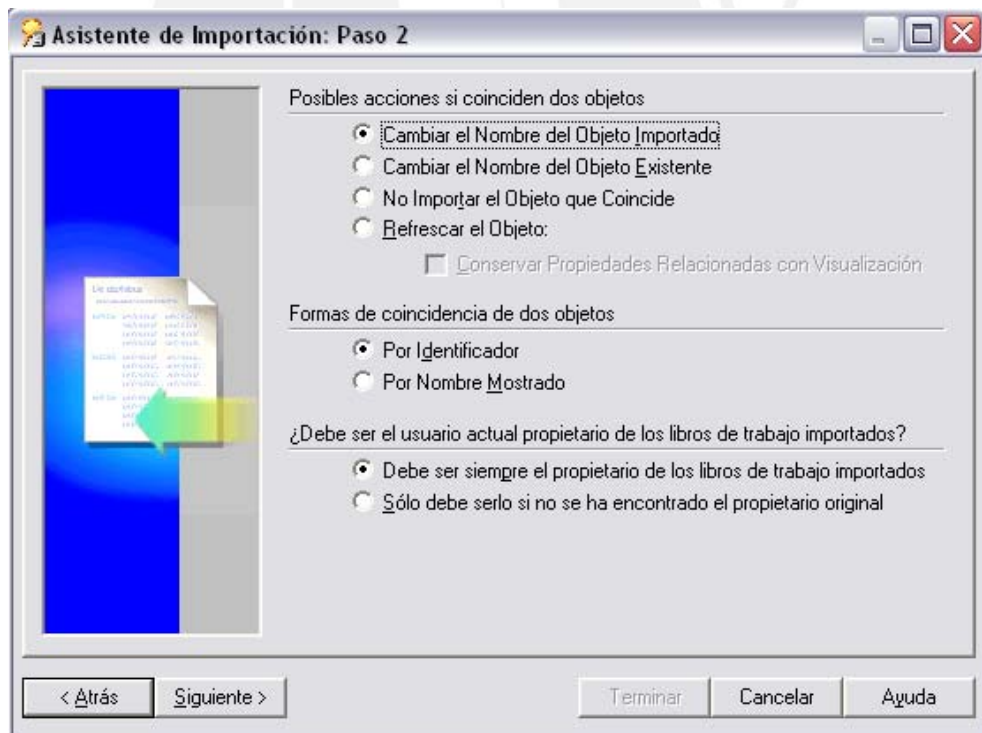 Asistente de Importación: Paso 2
Posibles acciones si coinciden dos objetos
Cambiar el Nombre del Objeto Importado
Cambiar el Nombre del Objeto Existente
No Importar el Objeto que Coincide
Refrescar el Objeto:
Conservar Propiedades Relacionadas con Visualización
Formas de coincidencia de dos objetos
Por Identificador
Por Nombre Mostrado
¿Debe ser el usuario actual propietario de los libros de trabajo importados?
Debe ser siempre el propietario de los libros de trabajo importados
Sólo debe serlo si no se ha encontrado el propietario original
< Atrás
Siguiente >
Terminar
Cancelar
Ayuda